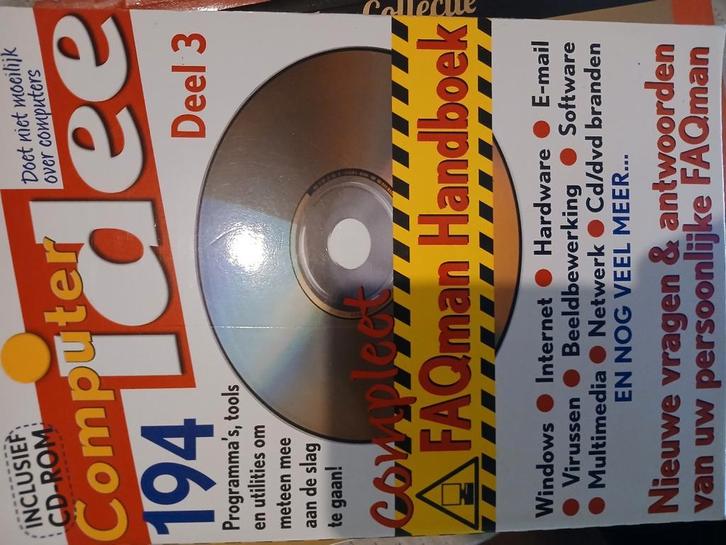 Collectie
INCLUSIEF
CD-ROM
Doet niet moeilijk
over computers
Computer
idee
194
Deel 3
Programma's, tools
en utilities om
meteen mee
aan de slag
te gaan!
compleet
FAQman Handboek
Windows ● Internet ● Hardware ● E-mail
● Virussen ● Beeldbewerking ● Software
● Multimedia ● Netwerk ● Cd/dvd branden
EN NOG VEEL MEER...
Nieuwe vragen & antwoorden
van uw persoonlijke FAQman